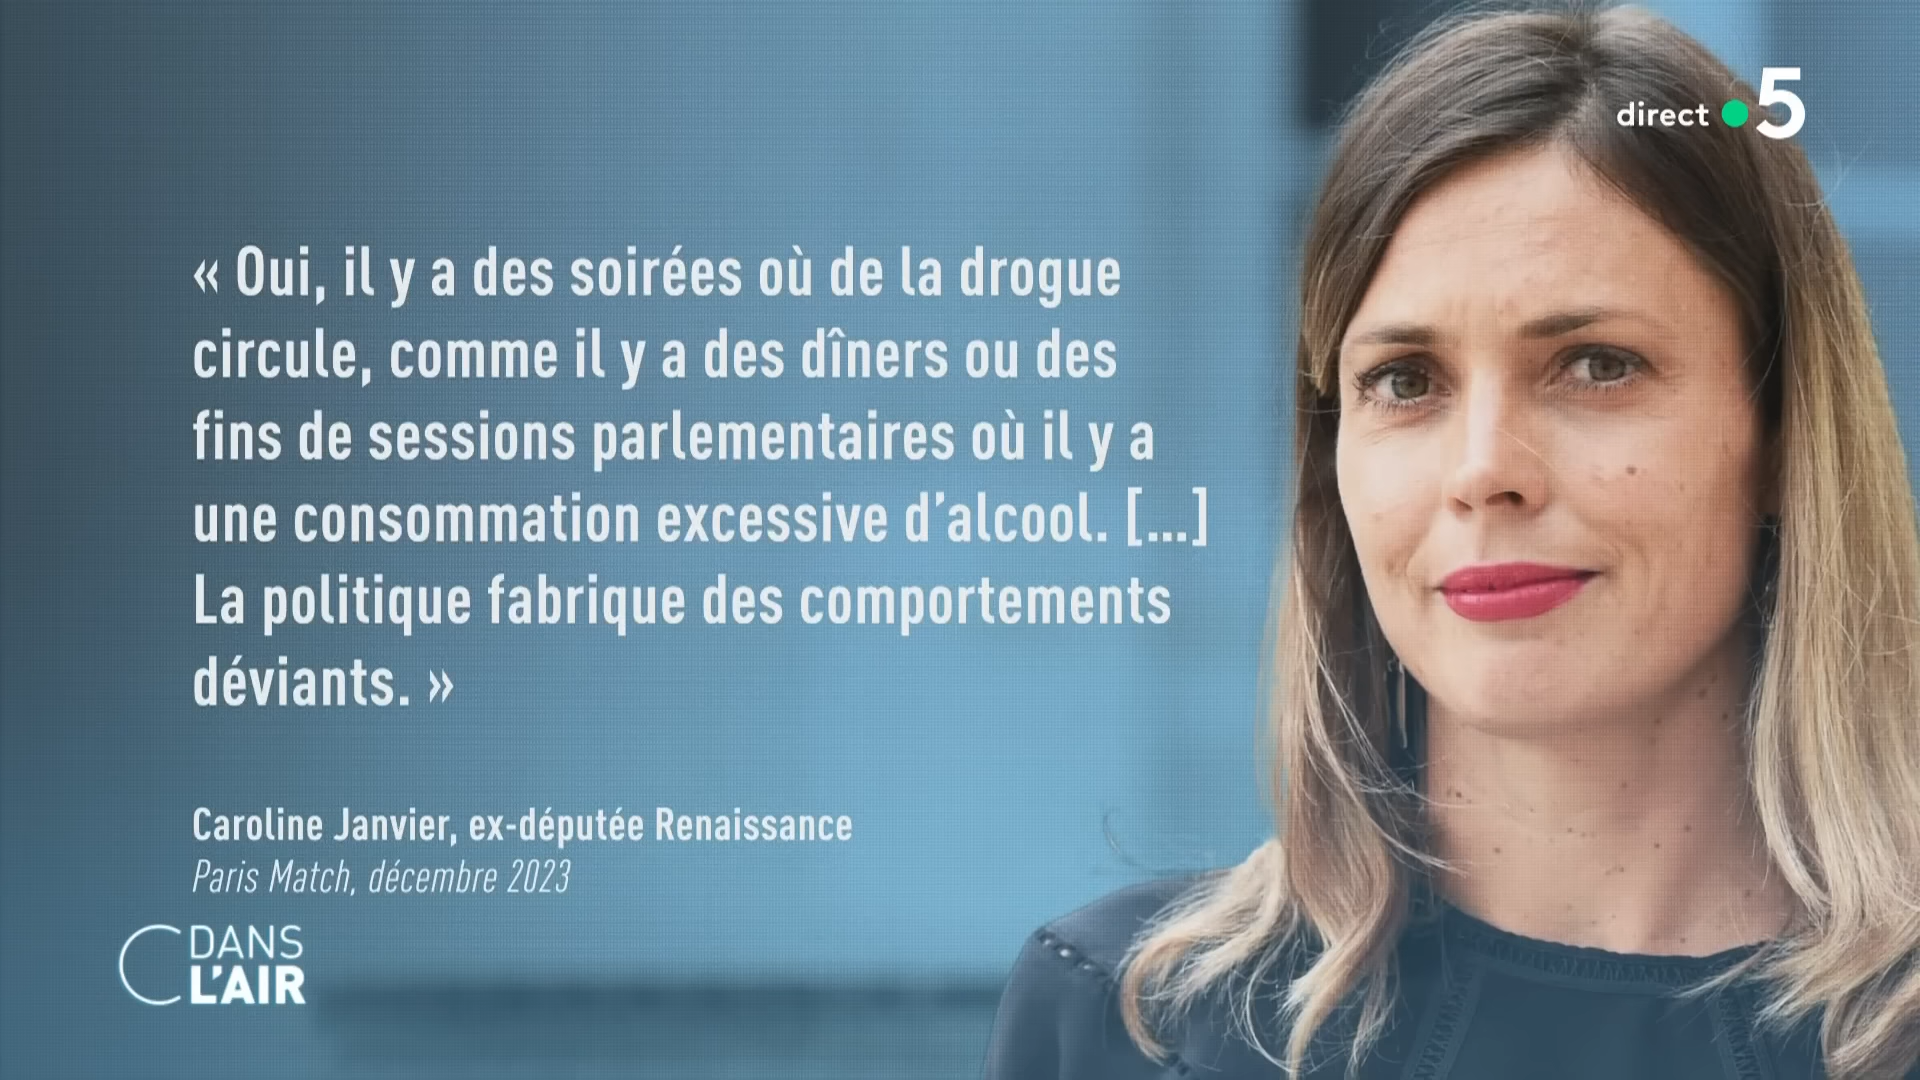 direct 5
« Oui, il y a des soirées où de la drogue
circule, comme il y a des dîners ou des
fins de sessions parlementaires où il y a
une consommation excessive d’alcool. [...]
La politique fabrique des comportements
déviants. »
Caroline Janvier, ex-députée Renaissance
Paris Match, décembre 2023
C DANS
L’AIR